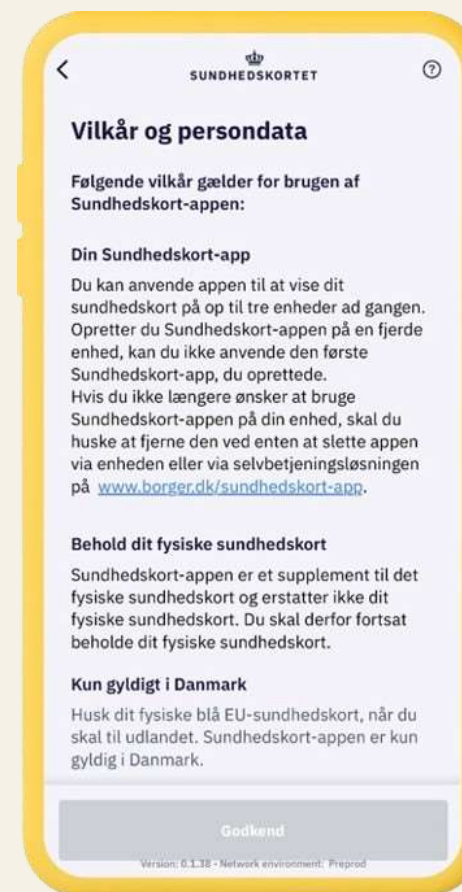 SUNDHEDSKORTET
Vilkår og persondata
Følgende vilkår gælder for brugen af
Sundhedskort-appen:
Din Sundhedskort-app
Du kan anvende appen til at vise dit
sundhedskort på op til tre enheder ad gangen.
Opretter du Sundhedskort-appen på en fjerde
enhed, kan du ikke anvende den første
Sundhedskort-app, du oprettede.
Hvis du ikke længere ønsker at bruge
Sundhedskort-appen på din enhed, skal du
huske at fjerne den ved enten at slette appen
via enheden eller via selvbetjeningsløsningen
på www.borger.dk/sundhedskort-app.
Behold dit fysiske sundhedskort
Sundhedskort-appen er et supplement til det
fysiske sundhedskort og erstatter ikke dit
fysiske sundhedskort. Du skal derfor fortsat
beholde dit fysiske sundhedskort.
Kun gyldigt i Danmark
Husk dit fysiske blå EU-sundhedskort, når du
skal til udlandet. Sundhedskort-appen er kun
gyldig i Danmark.
Godkend
Version: 0.1.38 - Network environment: Preprod